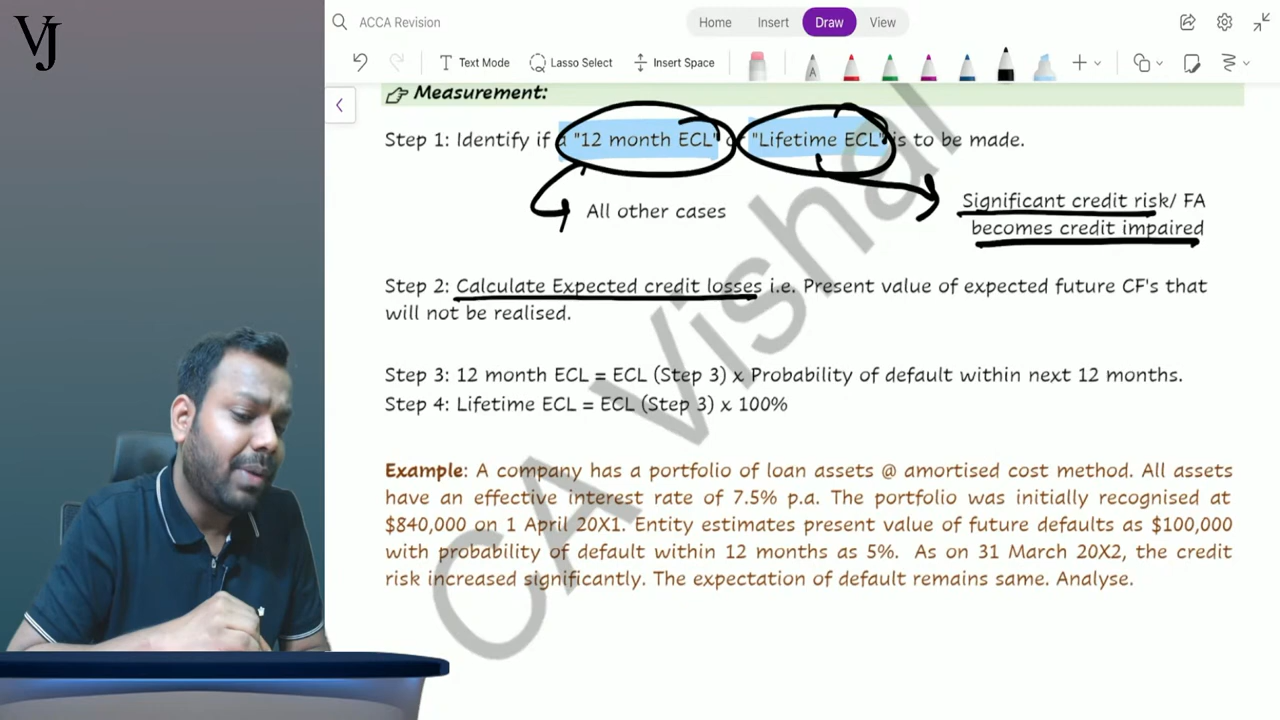 VJ
ACCA Revision
Home Insert Draw View
Text Mode Lasso Select Insert Space
Measurement:
Step 1: Identify if a "12 month ECL" or "Lifetime ECL" is to be made.
All other cases
Significant credit risk/ FA
becomes credit impaired
Step 2: Calculate Expected credit losses i.e. Present value of expected future CF's that
will not be realised.
Step 3: 12 month ECL = ECL (Step 3) x Probability of default within next 12 months.
Step 4: Lifetime ECL = ECL (Step 3) x 100%
Example: A company has a portfolio of loan assets @ amortised cost method. All assets
have an effective interest rate of 7.5% p.a. The portfolio was initially recognised at
$840,000 on 1 April 20X1. Entity estimates present value of future defaults as $100,000
with probability of default within 12 months as 5%. As on 31 March 20X2, the credit
risk increased significantly. The expectation of default remains same. Analyse.
CA Vishal